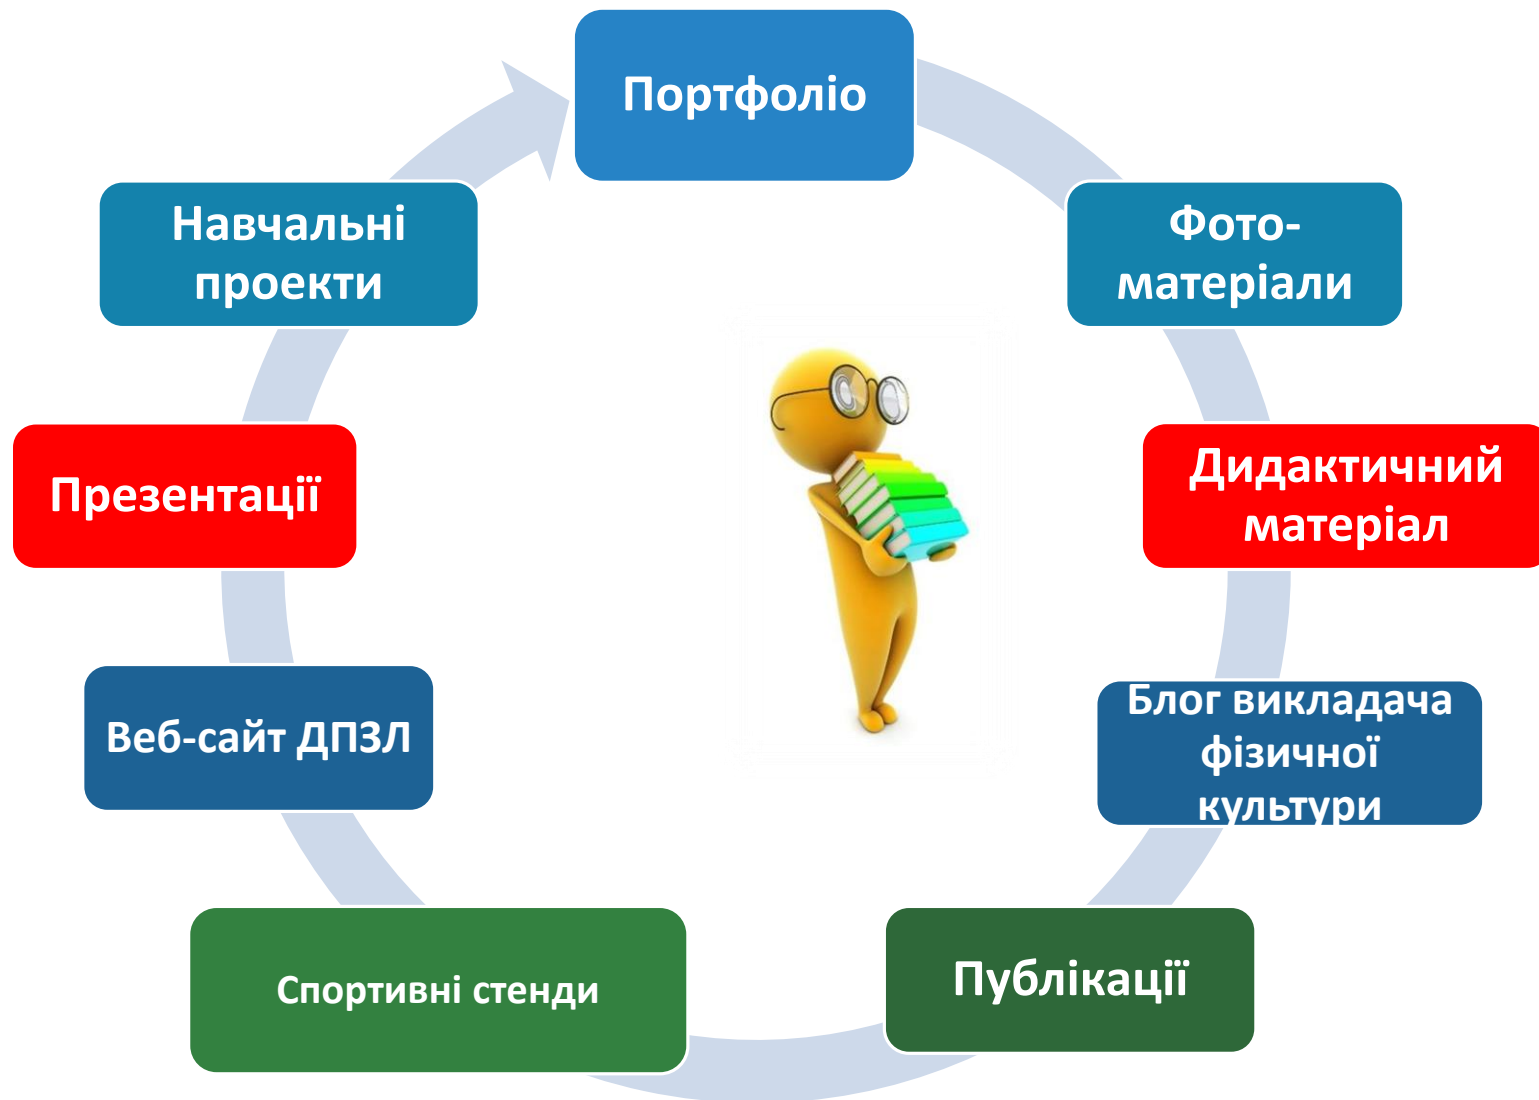 Портфоліо
Фото-
матеріали
Дидактичний
матеріал
Блог викладача
фізичної
культури
Публікації
Спортивні стенди
Веб-сайт ДПЗЛ
Презентації
Навчальні
проекти